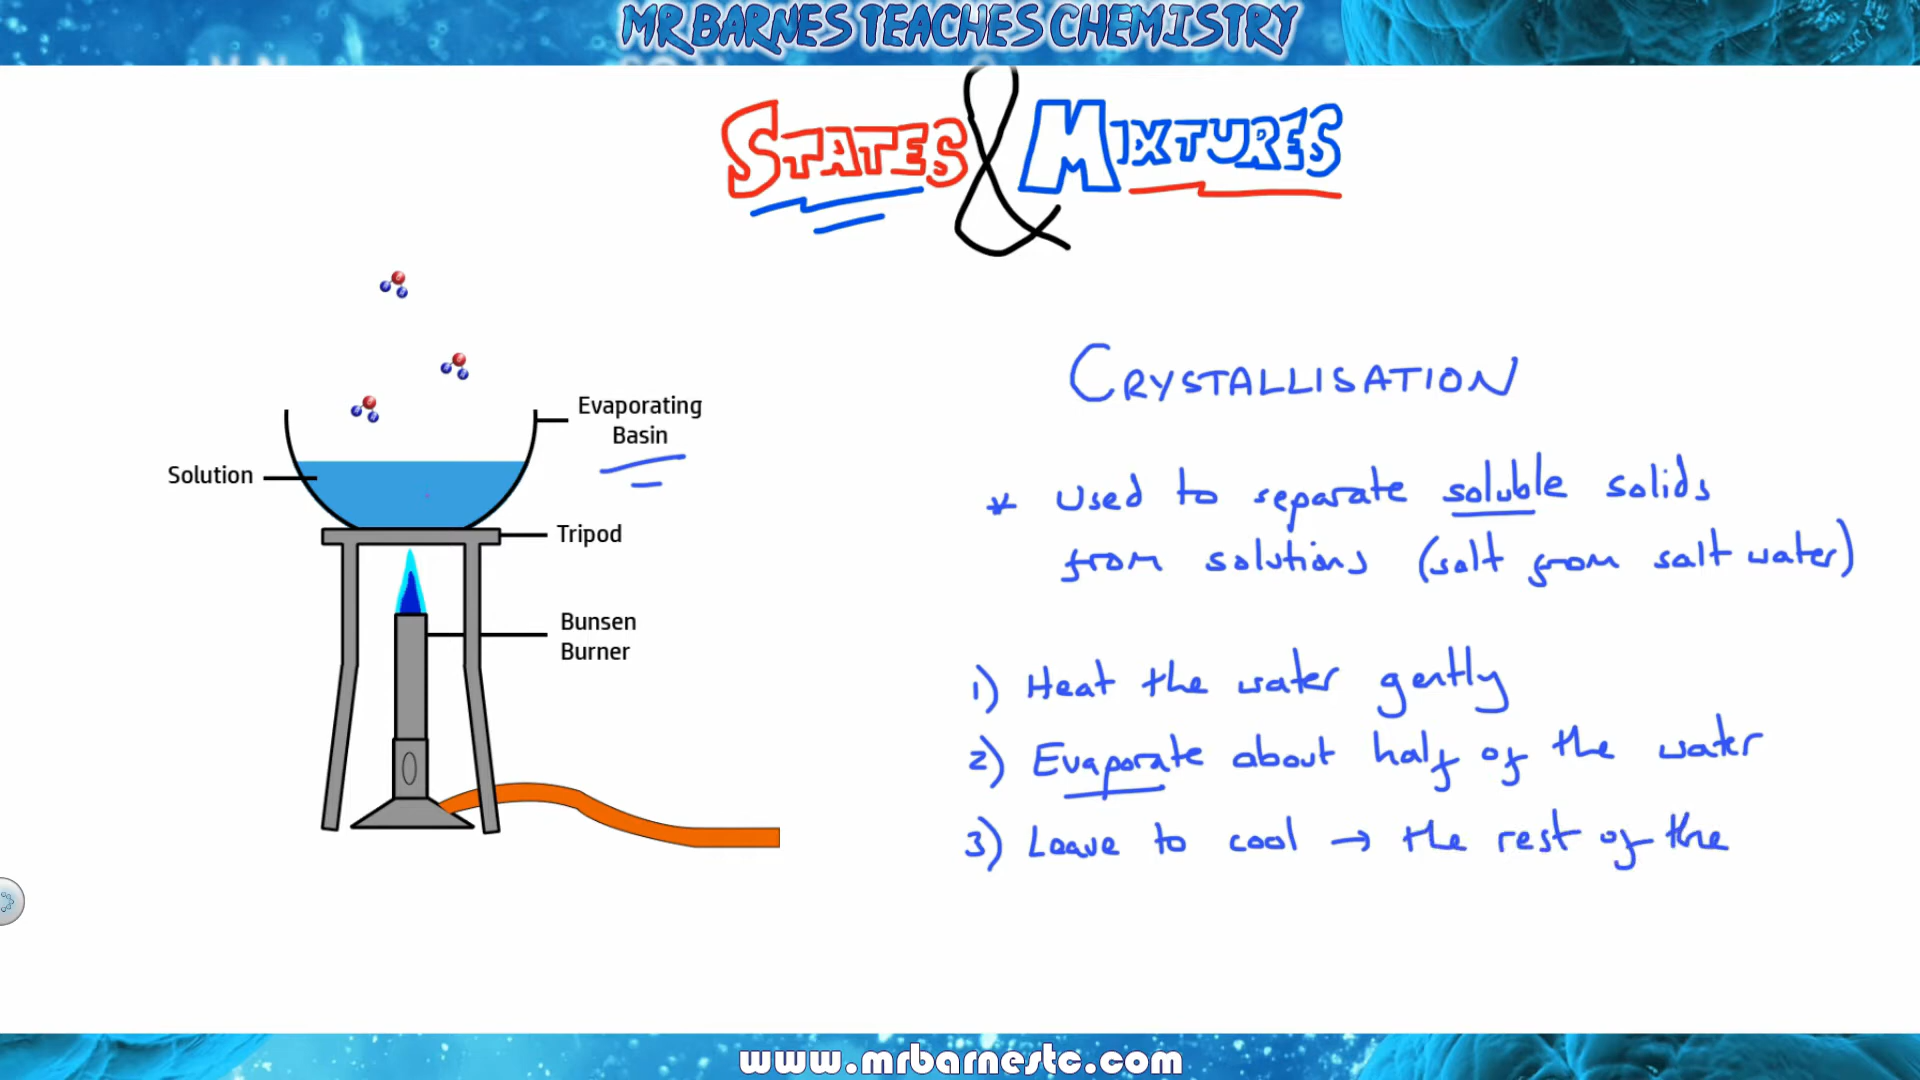 MR BARNES TEACHES CHEMISTRY
STATES & MIXTURES
Evaporating
Basin
Solution
Tripod
Bunsen
Burner
CRYSTALLISATION
* used to separate soluble solids
from solutions (salt from salt water)
1) Heat the water gently
2) Evaporate about half of the water
3) Leave to cool → the rest of the
www.mrbarnestc.com